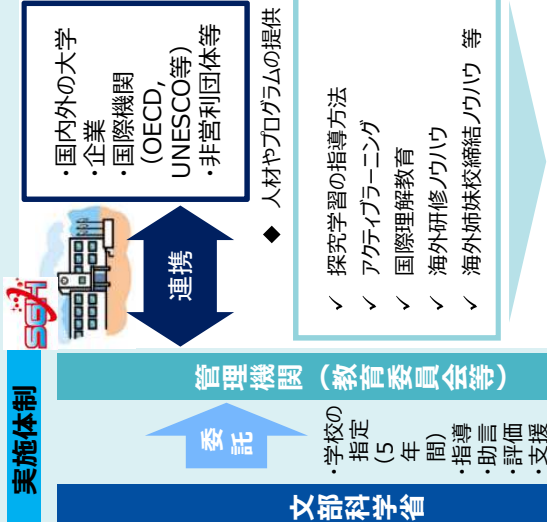 実施体制
SGH
・国内外の大学
・企業
・国際機関
（OECD,
UNESCO等）
・非営利団体等
連携
◆ 人材やプログラムの提供
✓ 探究学習の指導方法
✓ アクティブラーニング
✓ 国際理解教育
✓ 海外研修ノウハウ
✓ 海外姉妹校締結ノウハウ 等
管理機関（教育委員会等）
委託
・学校の
指定
（5
年
間）
・指導
・助言
・評価
・支援
文部科学省